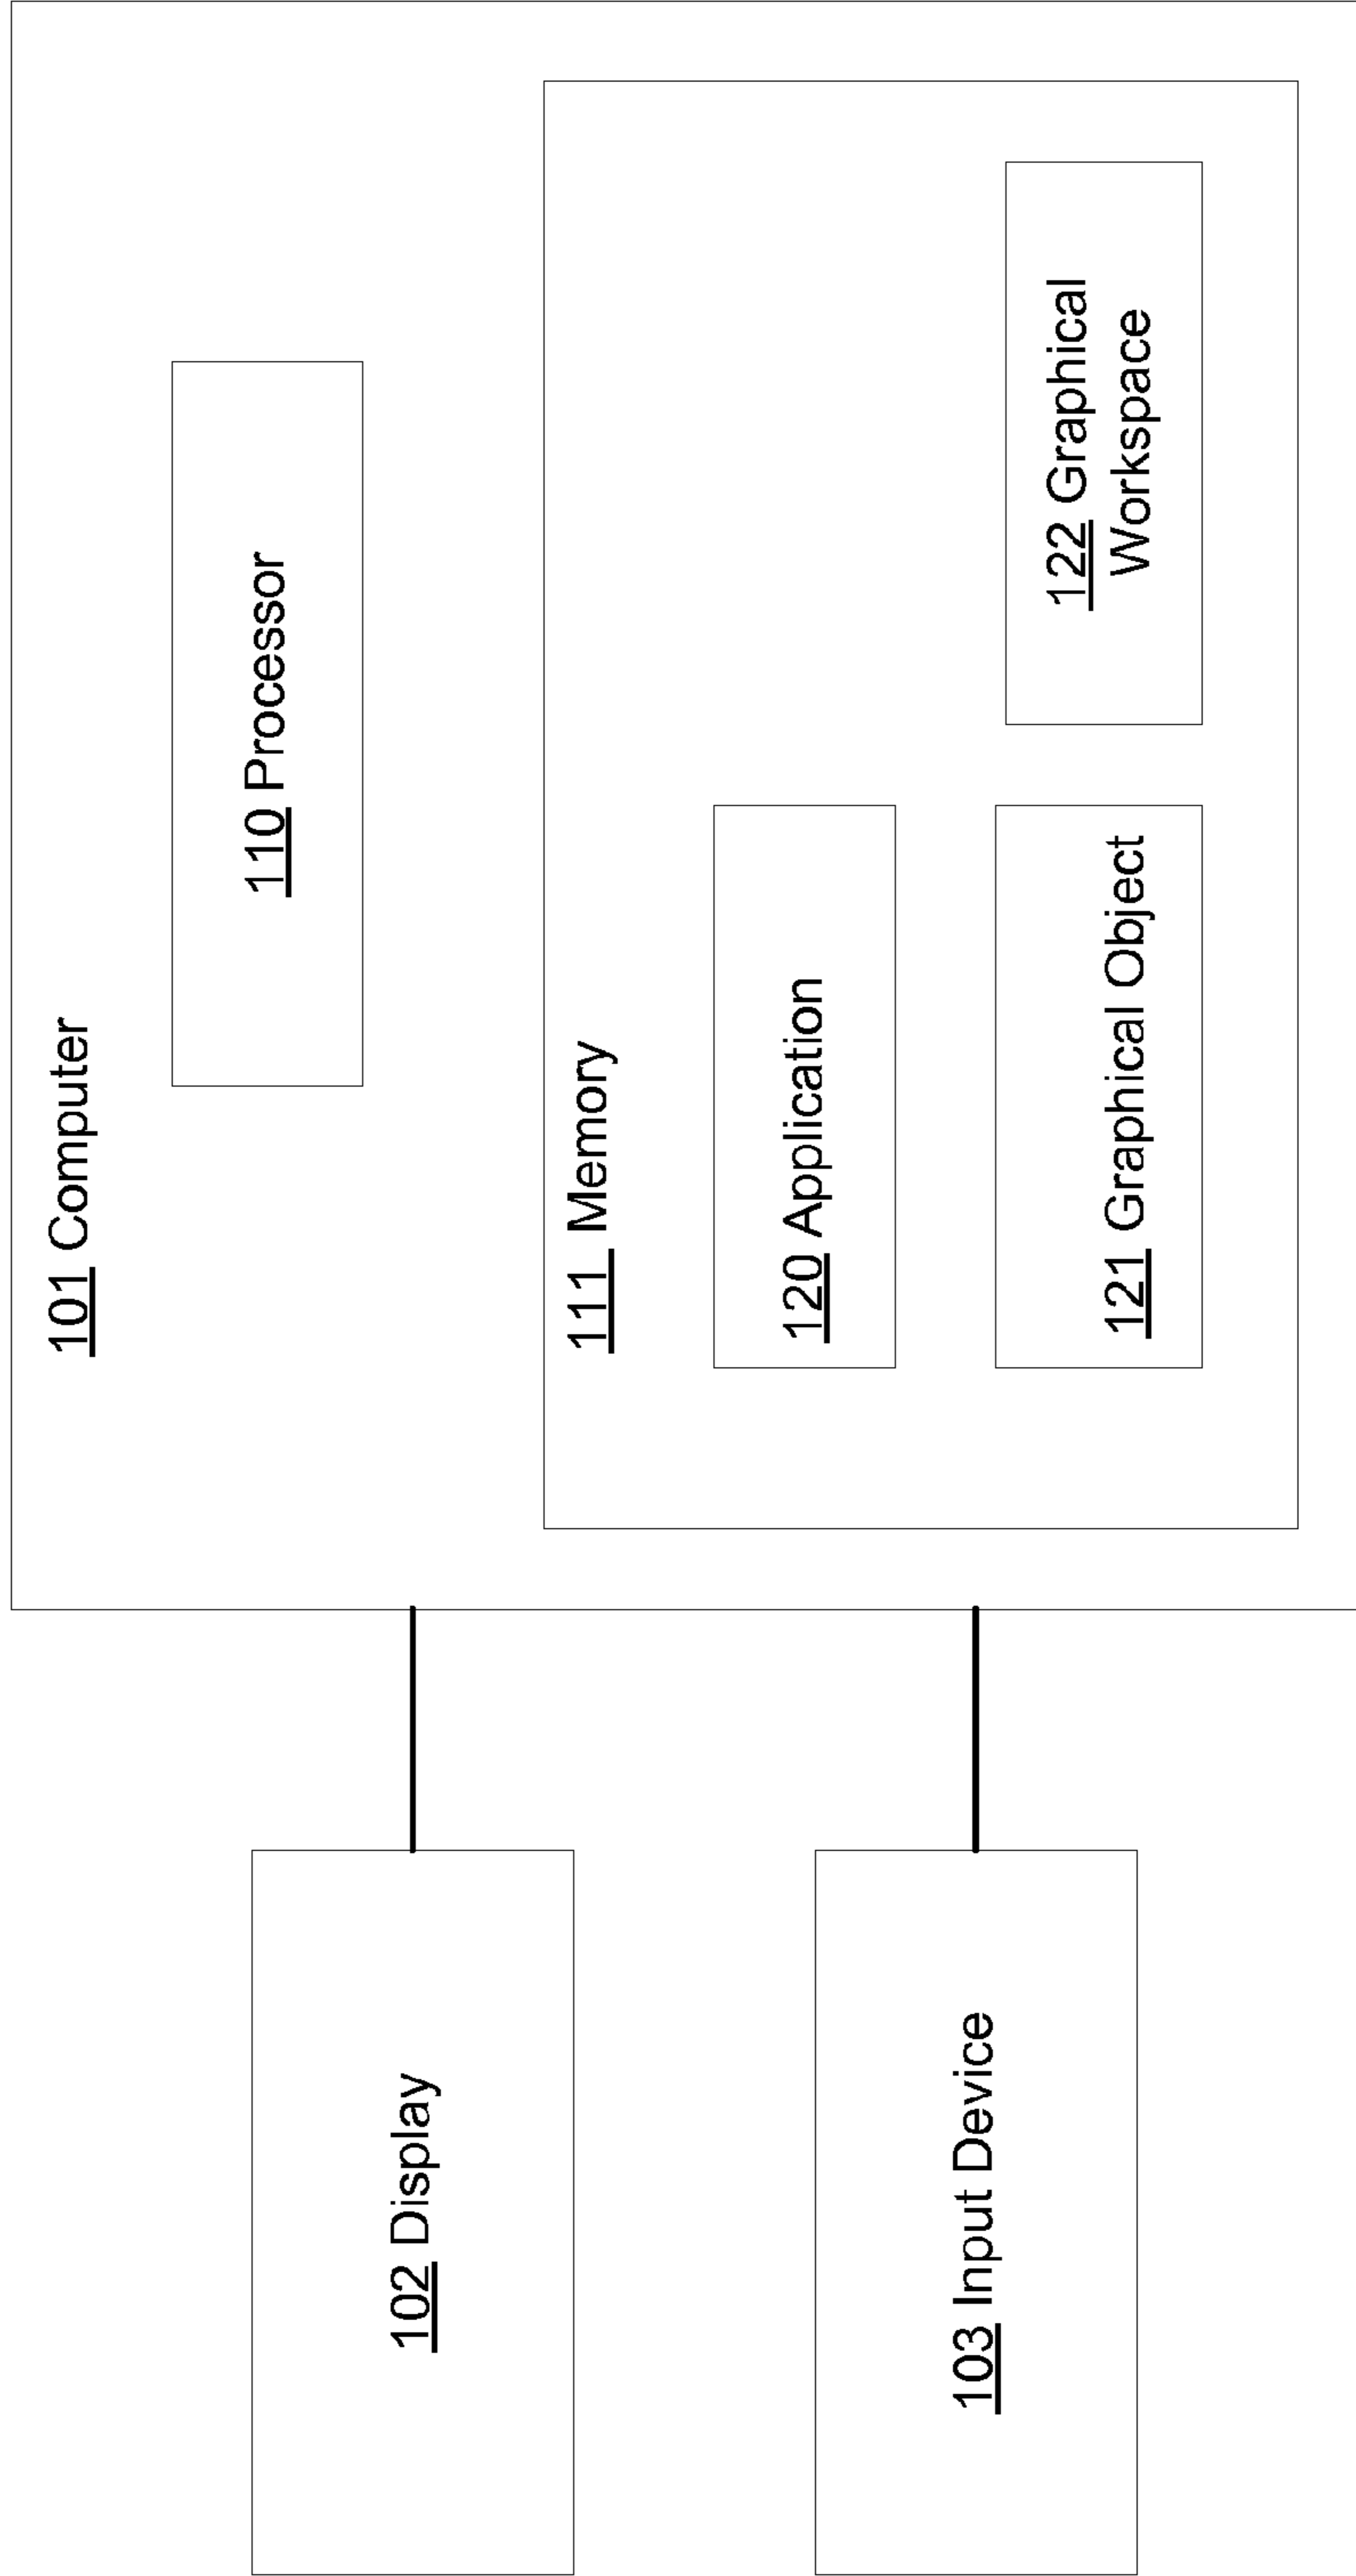 101 Computer
110 Processor
102 Display
111 Memory
120 Application
103 Input Device
121 Graphical Object
122 Graphical
Workspace